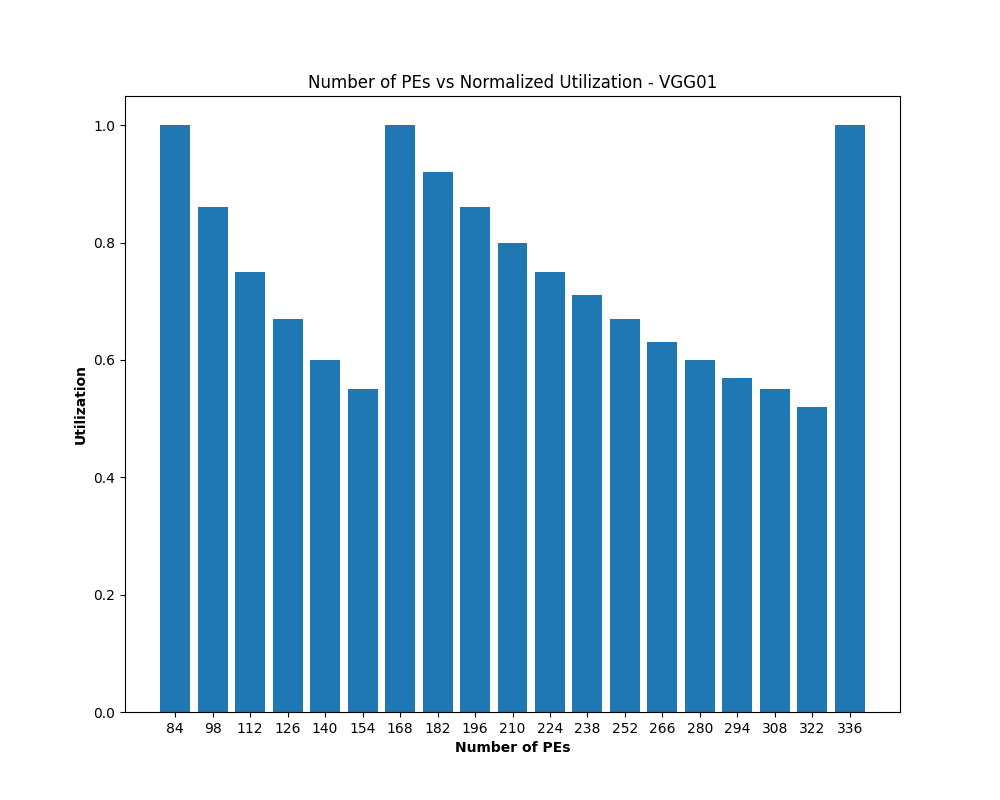 Number of PEs vs Normalized Utilization - VGG01
1.0
0.8
0.6
0.4
0.2
0.0
Utilization
84 98 112 126 140 154 168 182 196 210 224 238 252 266 280 294 308 322 336
Number of PEs